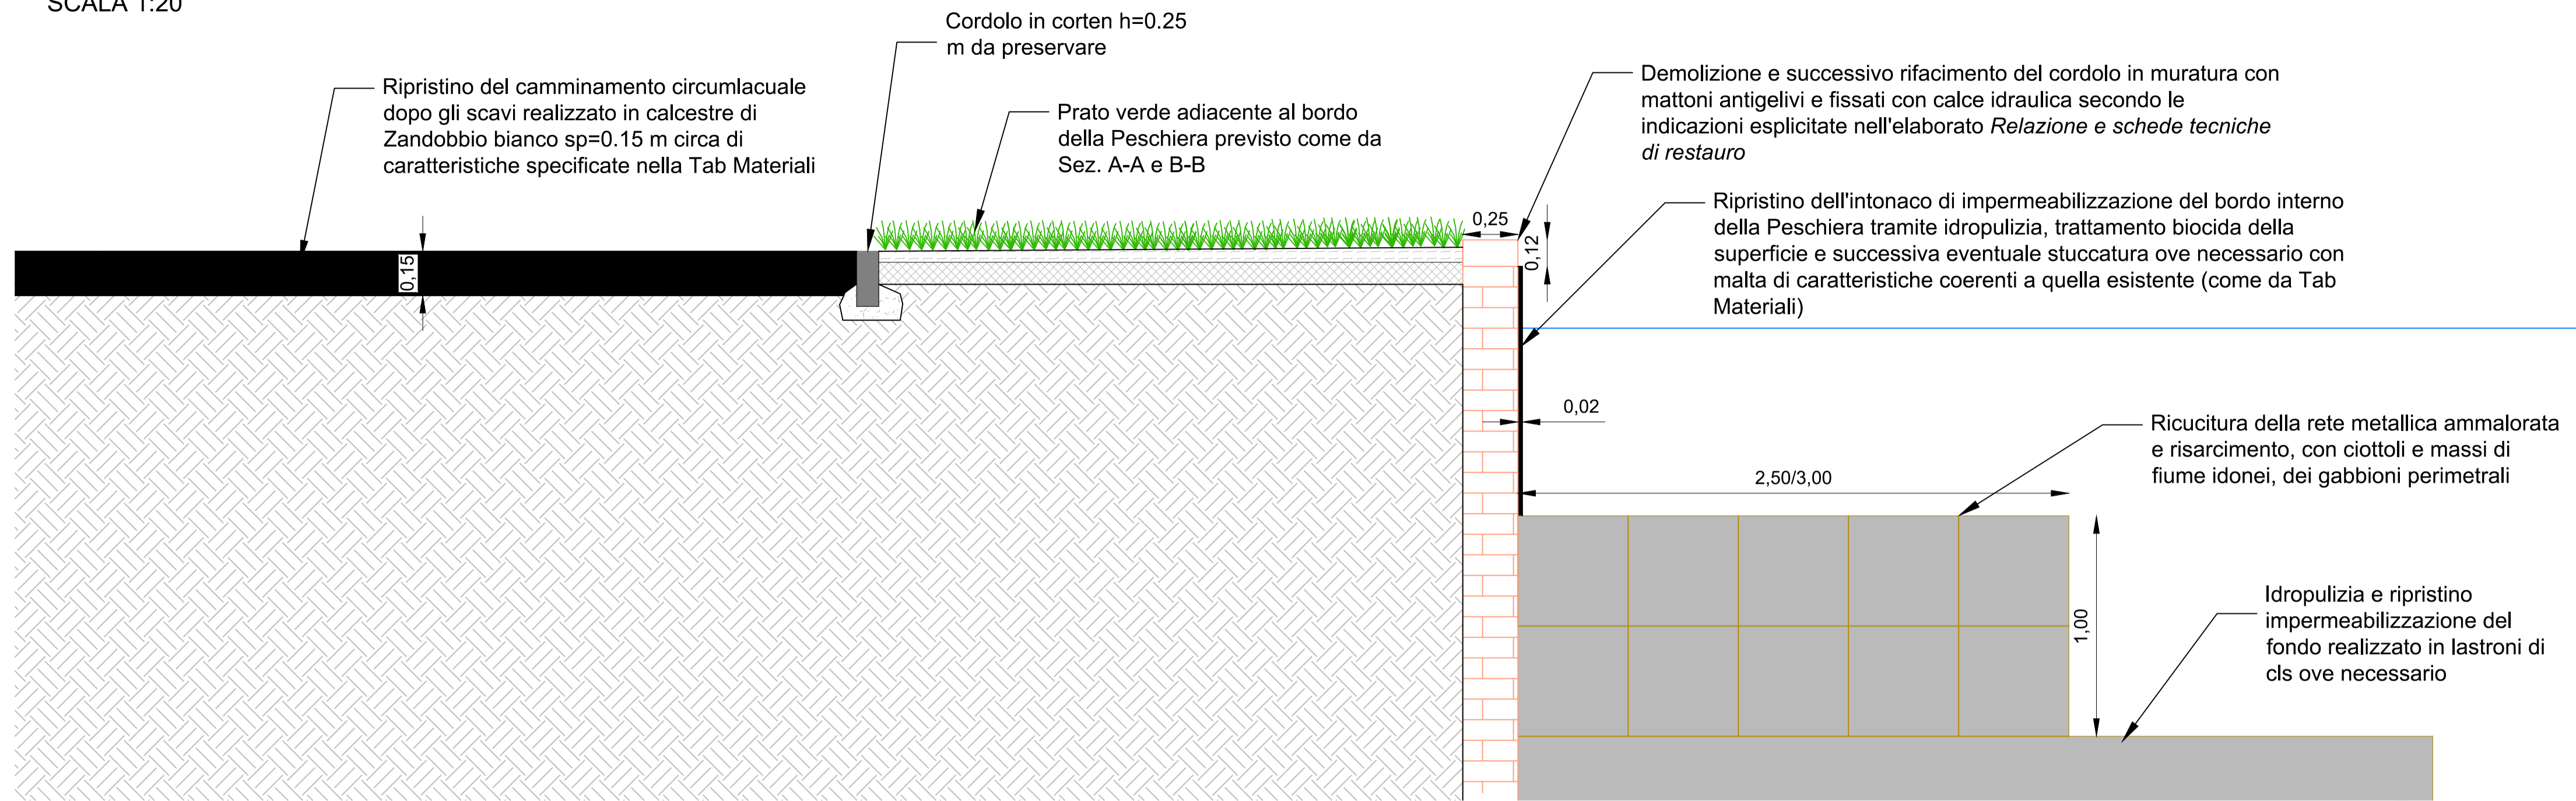 SCALA 1:20
Cordolo in corten h=0.25
m da preservare
Ripristino del camminamento circumlacuale
dopo gli scavi realizzato in calcestre di
Zandobbio bianco sp=0.15 m circa di
caratteristiche specificate nella Tab Materiali
Prato verde adiacente al bordo
della Peschiera previsto come da
Sez. A-A e B-B
Demolizione e successivo rifacimento del cordolo in muratura con
mattoni antigelivi e fissati con calce idraulica secondo le
indicazioni esplicitate nell'elaborato Relazione e schede tecniche
di restauro
Ripristino dell'intonaco di impermeabilizzazione del bordo interno
della Peschiera tramite idropulizia, trattamento biocida della
superficie e successiva eventuale stuccatura ove necessario con
malta di caratteristiche coerenti a quella esistente (come da Tab
Materiali)
0,25
0,12
0,15
0,02
2,50/3,00
Ricucitura della rete metallica ammalorata
e risarcimento, con ciottoli e massi di
fiume idonei, dei gabbioni perimetrali
1,00
Idropulizia e ripristino
impermeabilizzazione del
fondo realizzato in lastroni di
cls ove necessario